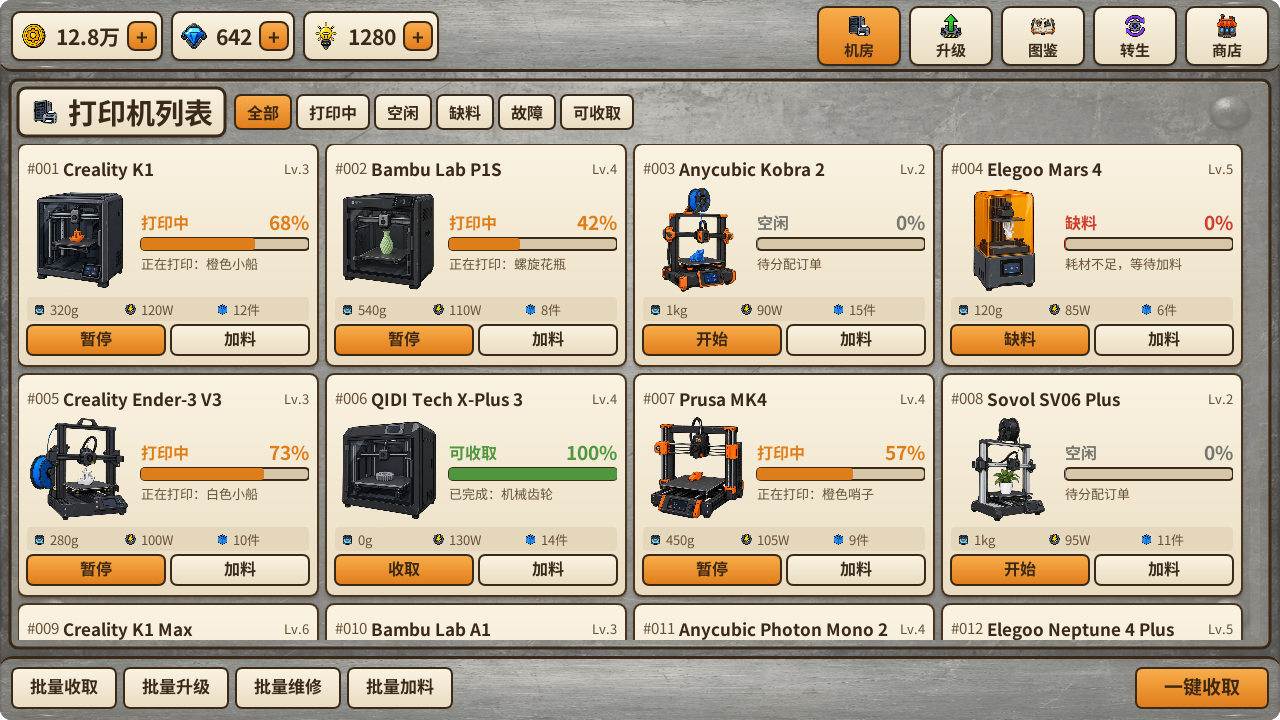 12.8万 +
642 +
1280 +
机房
升级
图鉴
转生
商店
打印机列表
全部
打印中
空闲
缺料
故障
可收取
#001 Creality K1 Lv.3
打印中 68%
正在打印：橙色小船
320g 120W 12件
暂停 加料
#002 Bambu Lab P1S Lv.4
打印中 42%
正在打印：螺旋花瓶
540g 110W 8件
暂停 加料
#003 Anycubic Kobra 2 Lv.2
空闲 0%
待分配订单
1kg 90W 15件
开始 加料
#004 Elegoo Mars 4 Lv.5
缺料 0%
耗材不足，等待加料
120g 85W 6件
缺料 加料
#005 Creality Ender-3 V3 Lv.3
打印中 73%
正在打印：白色小船
280g 100W 10件
暂停 加料
#006 QIDI Tech X-Plus 3 Lv.4
可收取 100%
已完成：机械齿轮
0g 130W 14件
收取 加料
#007 Prusa MK4 Lv.4
打印中 57%
正在打印：橙色哨子
450g 105W 9件
暂停 加料
#008 Sovol SV06 Plus Lv.2
空闲 0%
待分配订单
1kg 95W 11件
开始 加料
#009 Creality K1 Max Lv.6
#010 Bambu Lab A1 Lv.3
#011 Anycubic Photon Mono 2 Lv.4
#012 Elegoo Neptune 4 Plus Lv.5
批量收取
批量升级
批量维修
批量加料
一键收取